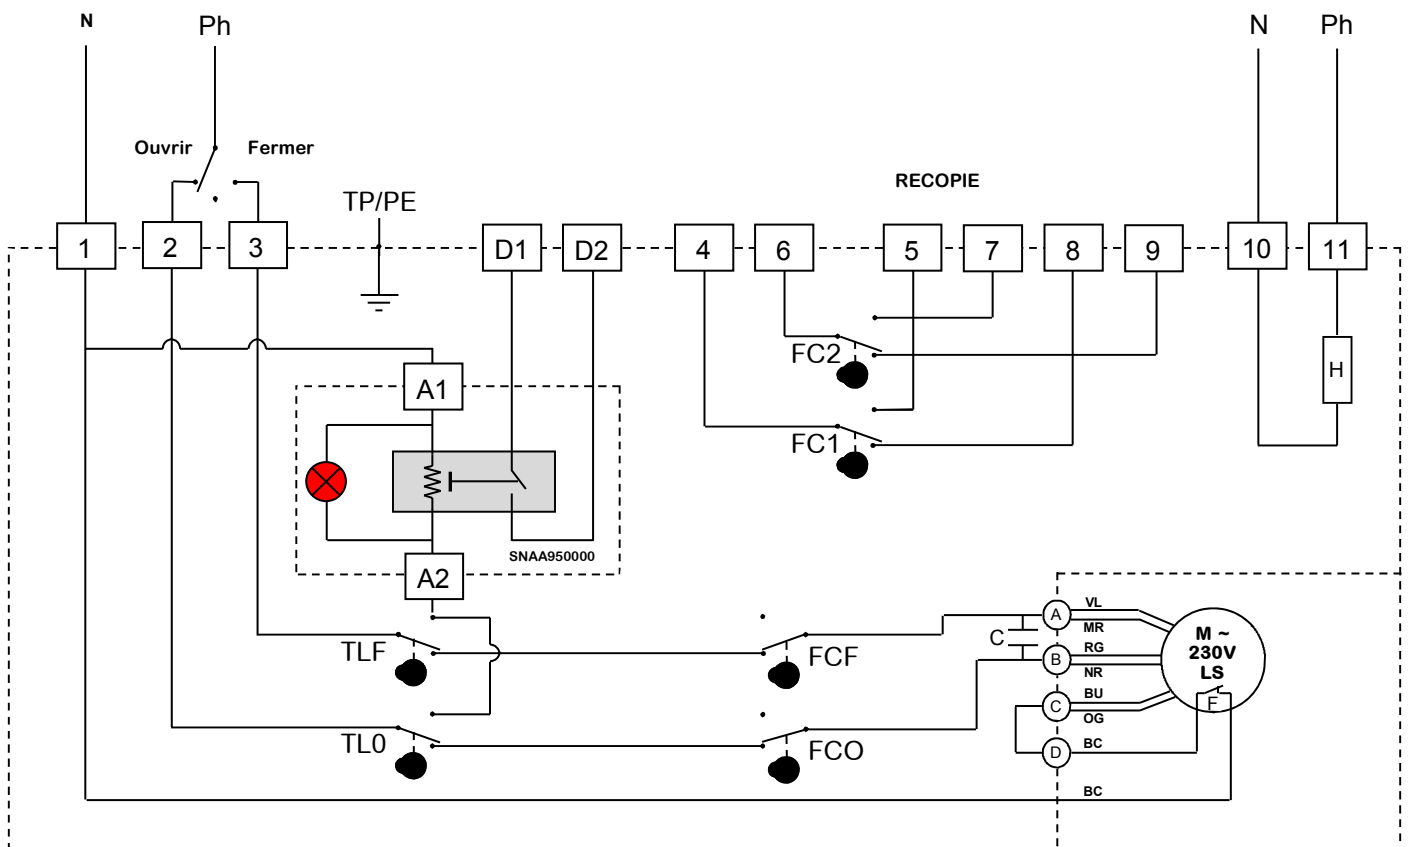 N
Ph
N
Ph
Ouvrir
Fermer
RECOPIE
TP/PE
1
2
3
D1
D2
4
6
5
7
8
9
10
11
FC2
H
A1
FC1
SNAA950000
A2
TLF
FCF
C
A
VL
MR
B
RG
NR
C
BU
OG
D
BC
M ~
230V
LS
F
TL0
FCO
BC